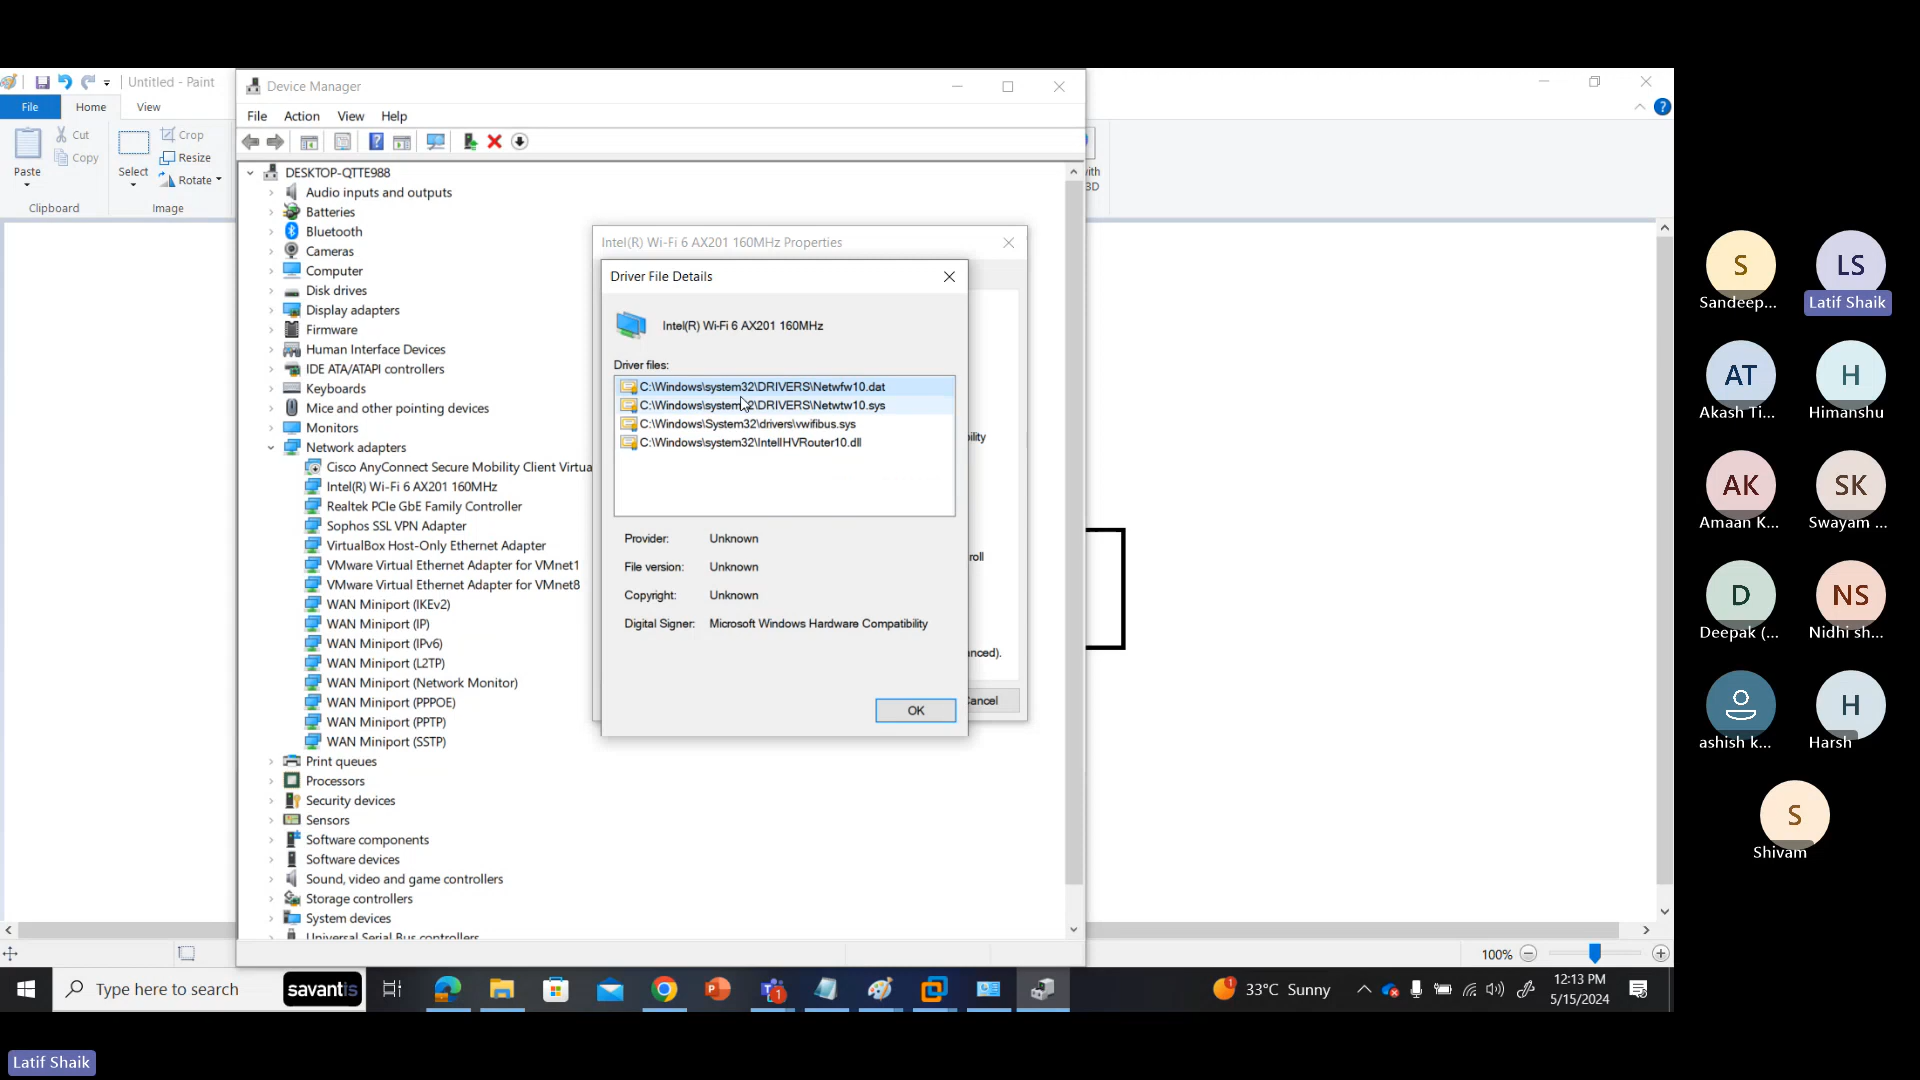 Untitled - Paint
File
Home
View
Paste
Cut
Copy
Clipboard
Select
Crop
Resize
Rotate
Image
Device Manager
File
Action
View
Help
DESKTOP-QTTE988
Audio inputs and outputs
Batteries
Bluetooth
Cameras
Computer
Disk drives
Display adapters
Firmware
Human Interface Devices
IDE ATA/ATAPI controllers
Keyboards
Mice and other pointing devices
Monitors
Network adapters
Cisco AnyConnect Secure Mobility Client Virtua
Intel(R) Wi-Fi 6 AX201 160MHz
Realtek PCIe GbE Family Controller
Sophos SSL VPN Adapter
VirtualBox Host-Only Ethernet Adapter
VMware Virtual Ethernet Adapter for VMnet1
VMware Virtual Ethernet Adapter for VMnet8
WAN Miniport (IKEv2)
WAN Miniport (IP)
WAN Miniport (IPv6)
WAN Miniport (L2TP)
WAN Miniport (Network Monitor)
WAN Miniport (PPPOE)
WAN Miniport (PPTP)
WAN Miniport (SSTP)
Print queues
Processors
Security devices
Sensors
Software components
Software devices
Sound, video and game controllers
Storage controllers
System devices
Universal Serial Bus controllers
Intel(R) Wi-Fi 6 AX201 160MHz Properties
Driver File Details
Intel(R) Wi-Fi 6 AX201 160MHz
Driver files:
C:\Windows\system32\DRIVERS\Netwfw10.dat
C:\Windows\system32\DRIVERS\Netwtw10.sys
C:\Windows\System32\drivers\vwifibus.sys
C:\Windows\system32\IntelIHVRouter10.dll
Provider: Unknown
File version: Unknown
Copyright: Unknown
Digital Signer: Microsoft Windows Hardware Compatibility
OK
bility
roll
nced).
Cancel
ith
3D
100%
Type here to search
savantis
33°C Sunny
12:13 PM
5/15/2024
S
Sandeep...
LS
Latif Shaik
AT
Akash Ti...
H
Himanshu
AK
Amaan K...
SK
Swayam ...
D
Deepak (...
NS
Nidhi sh...
ashish k...
H
Harsh
S
Shivam
Latif Shaik